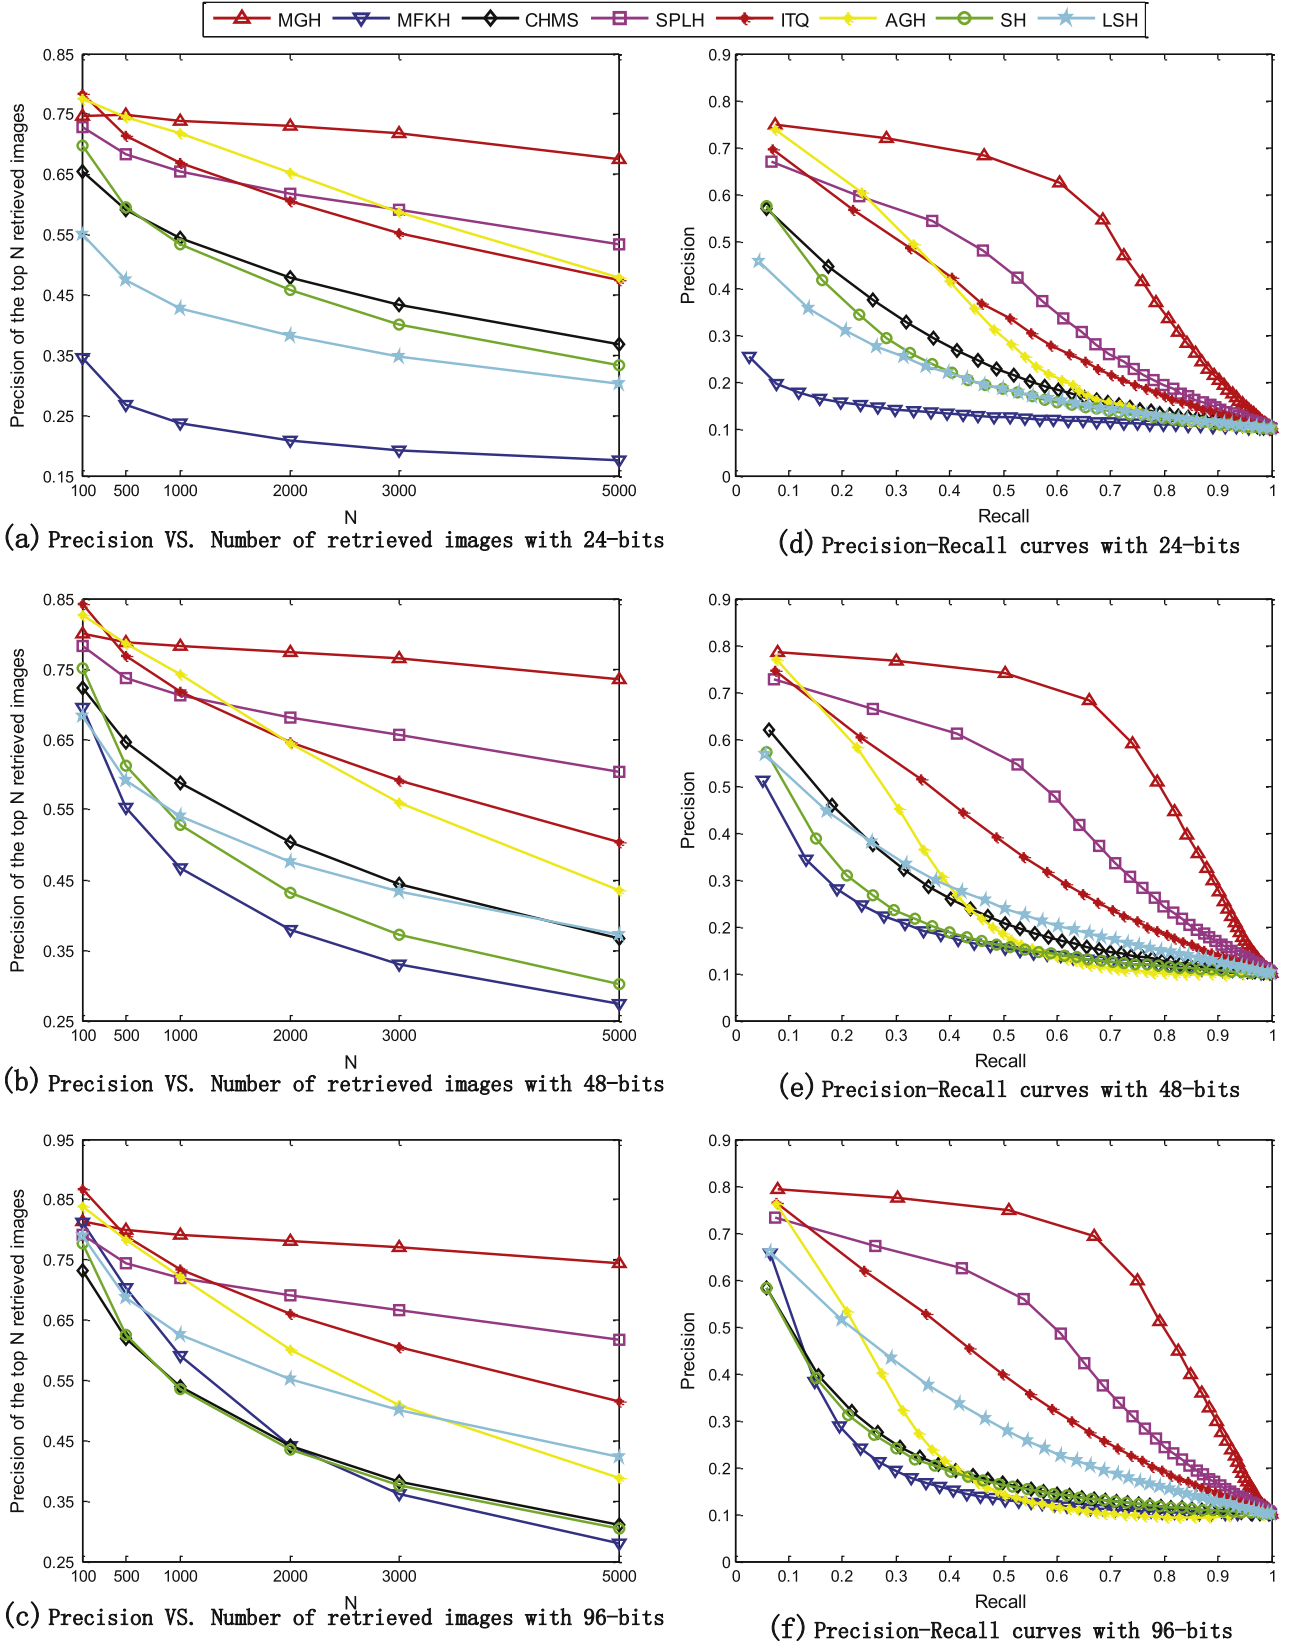 MGH MFKH CHMS SPLH ITQ AGH SH LSH
Precision of the top N retrieved images
0.85
0.75
0.65
0.55
0.45
0.35
0.25
0.15
100 500 1000 2000 3000 5000
N
(a) Precision VS. Number of retrieved images with 24-bits
Precision
0.9
0.8
0.7
0.6
0.5
0.4
0.3
0.2
0.1
0
0 0.1 0.2 0.3 0.4 0.5 0.6 0.7 0.8 0.9 1
Recall
(d) Precision-Recall curves with 24-bits
Precision of the top N retrieved images
0.85
0.75
0.65
0.55
0.45
0.35
0.25
100 500 1000 2000 3000 5000
N
(b) Precision VS. Number of retrieved images with 48-bits
Precision
0.9
0.8
0.7
0.6
0.5
0.4
0.3
0.2
0.1
0
0 0.1 0.2 0.3 0.4 0.5 0.6 0.7 0.8 0.9 1
Recall
(e) Precision-Recall curves with 48-bits
Precision of the top N retrieved images
0.95
0.85
0.75
0.65
0.55
0.45
0.35
0.25
100 500 1000 2000 3000 5000
N
(c) Precision VS. Number of retrieved images with 96-bits
Precision
0.9
0.8
0.7
0.6
0.5
0.4
0.3
0.2
0.1
0
0 0.1 0.2 0.3 0.4 0.5 0.6 0.7 0.8 0.9 1
Recall
(f) Precision-Recall curves with 96-bits